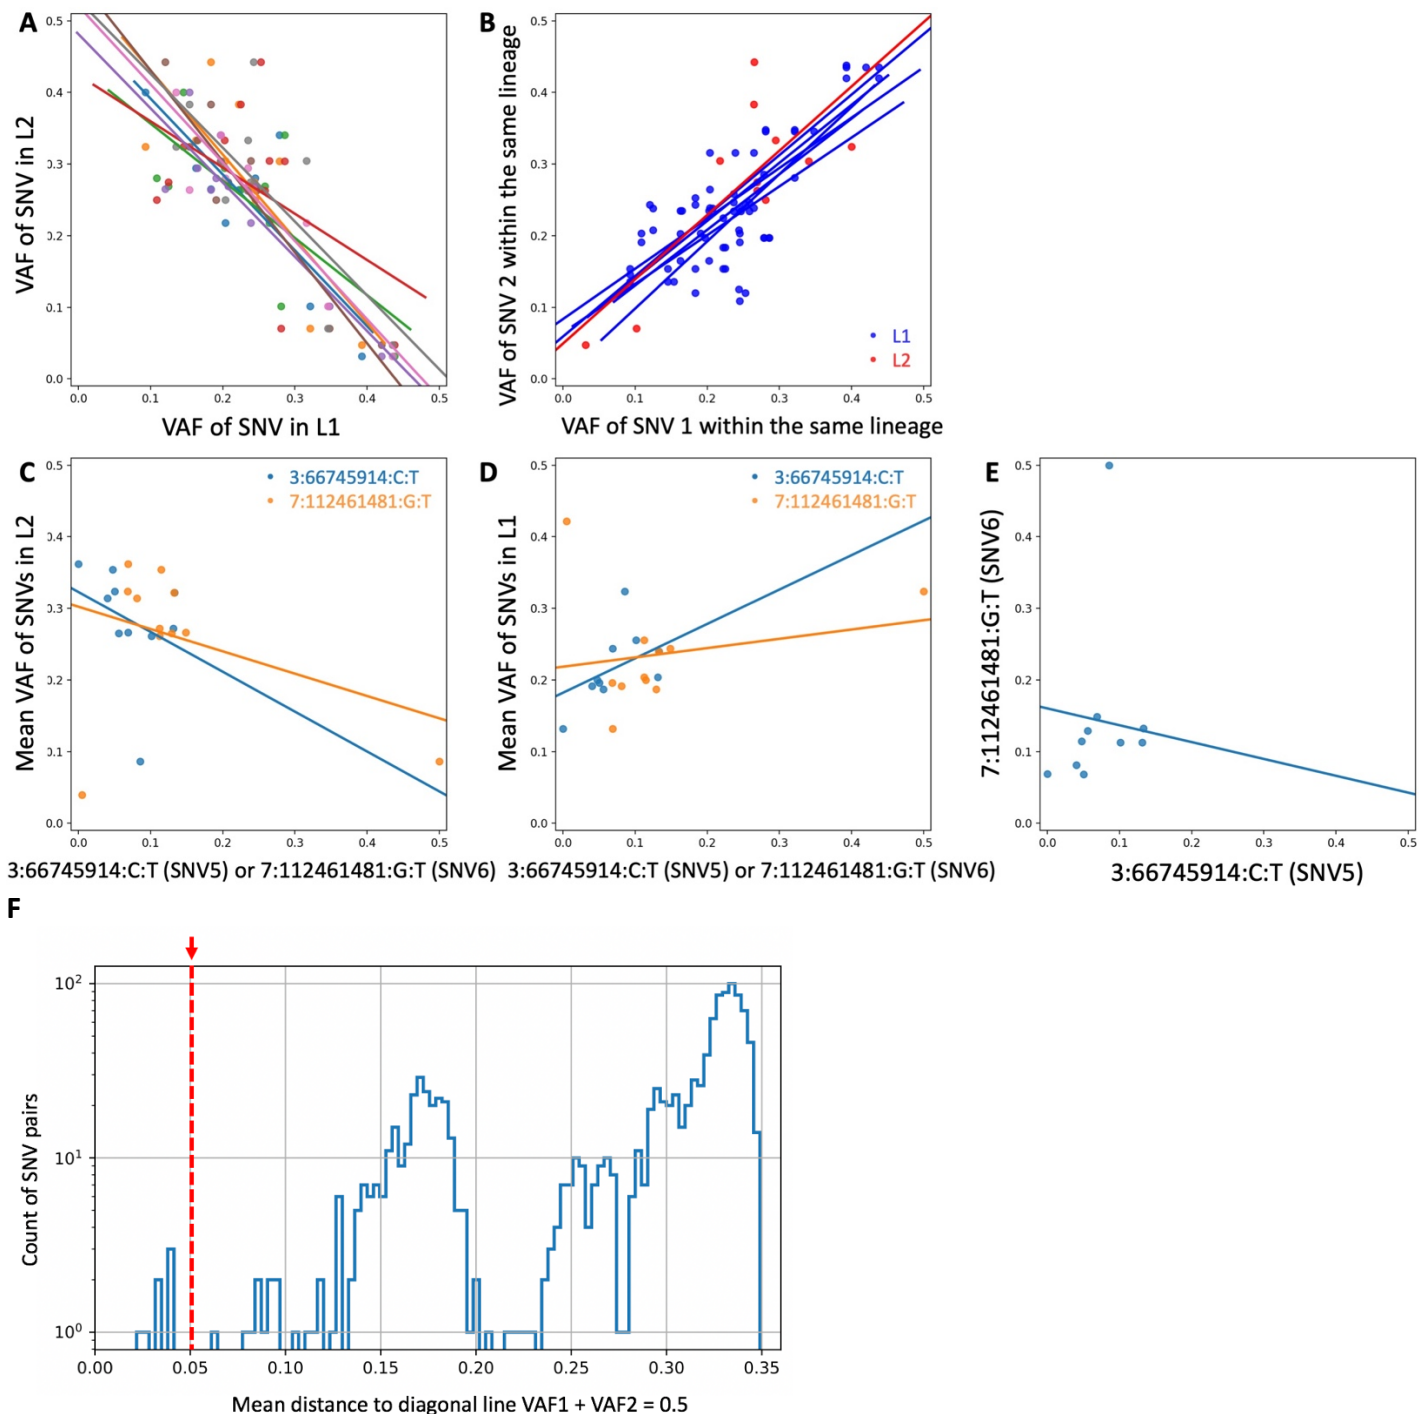 A
0.5
0.4
0.3
0.2
0.1
0.0
VAF of SNV in L2
0.0 0.1 0.2 0.3 0.4 0.5
VAF of SNV in L1
B
0.5
0.4
0.3
0.2
0.1
0.0
VAF of SNV 2 within the same lineage
L1
L2
0.0 0.1 0.2 0.3 0.4 0.5
VAF of SNV 1 within the same lineage
C
0.5
0.4
0.3
0.2
0.1
0.0
Mean VAF of SNVs in L2
3:66745914:C:T
7:112461481:G:T
0.0 0.1 0.2 0.3 0.4 0.5
3:66745914:C:T (SNV5) or 7:112461481:G:T (SNV6)
D
0.5
0.4
0.3
0.2
0.1
0.0
Mean VAF of SNVs in L1
3:66745914:C:T
7:112461481:G:T
0.0 0.1 0.2 0.3 0.4 0.5
3:66745914:C:T (SNV5) or 7:112461481:G:T (SNV6)
E
0.5
0.4
0.3
0.2
0.1
0.0
7:112461481:G:T (SNV6)
0.0 0.1 0.2 0.3 0.4 0.5
3:66745914:C:T (SNV5)
F
10²
10¹
10⁰
Count of SNV pairs
0.00 0.05 0.10 0.15 0.20 0.25 0.30 0.35
Mean distance to diagonal line VAF1 + VAF2 = 0.5